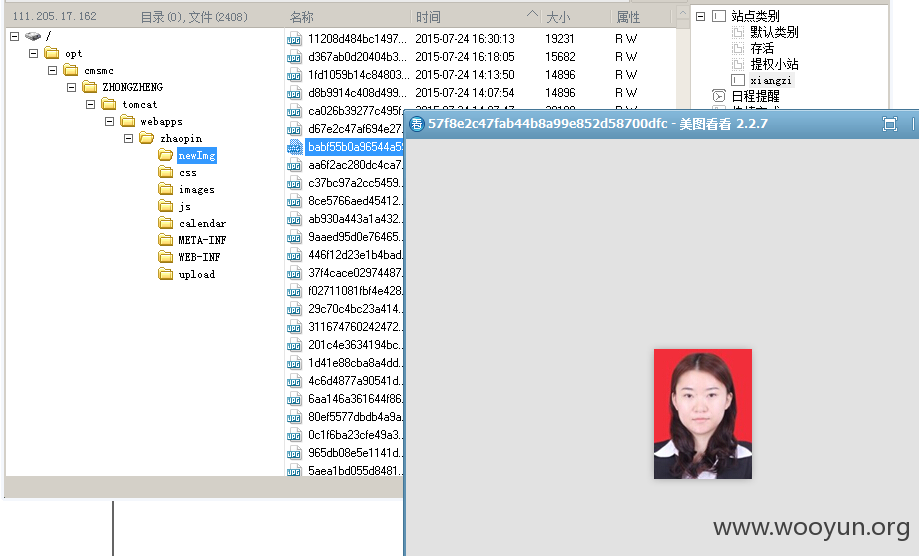 111.205.17.162 目录(0),文件(2408) 名称 时间 大小 属性
/
opt
cmsmc
ZHONGZHENG
tomcat
webapps
zhaopin
newImg
css
images
js
calendar
META-INF
WEB-INF
upload
11208d484bc1497... 2015-07-24 16:30:13 19231 RW
d367ab0d20404b3... 2015-07-24 16:18:05 15682 RW
1fd1059b14c84803... 2015-07-24 14:13:50 14896 RW
d8b9914c408d499... 2015-07-24 14:07:54 14896 RW
ca026b39277c495f...
d67e2c47af694e27...
babf55b0a96544a5
aa6f2ac280dc4ca7.
c37bc97a2cc5459.
8ce5766aed45412.
ab930a443a1a432.
9aaed95d0e76465.
446f12d23e1b4bad.
37f4cace02974487.
f02711081fbf4e428.
29c70c4bc23a414.
311674760242472..
201c4e3634194bc..
1d41e88cba8a4dd.
4c6d4877a90541d.
6aa146a361644f86.
80ef5577dbdb4a9a.
0c1f6ba23cfe49a3.
965db08e5e1141d.
5aea1bd055d8481.
站点类别
默认类别
存活
提权小站
xiangzi
日程提醒
57f8e2c47fab44b8a99e852d58700dfc - 美图看看 2.2.7
www.wooyun.org